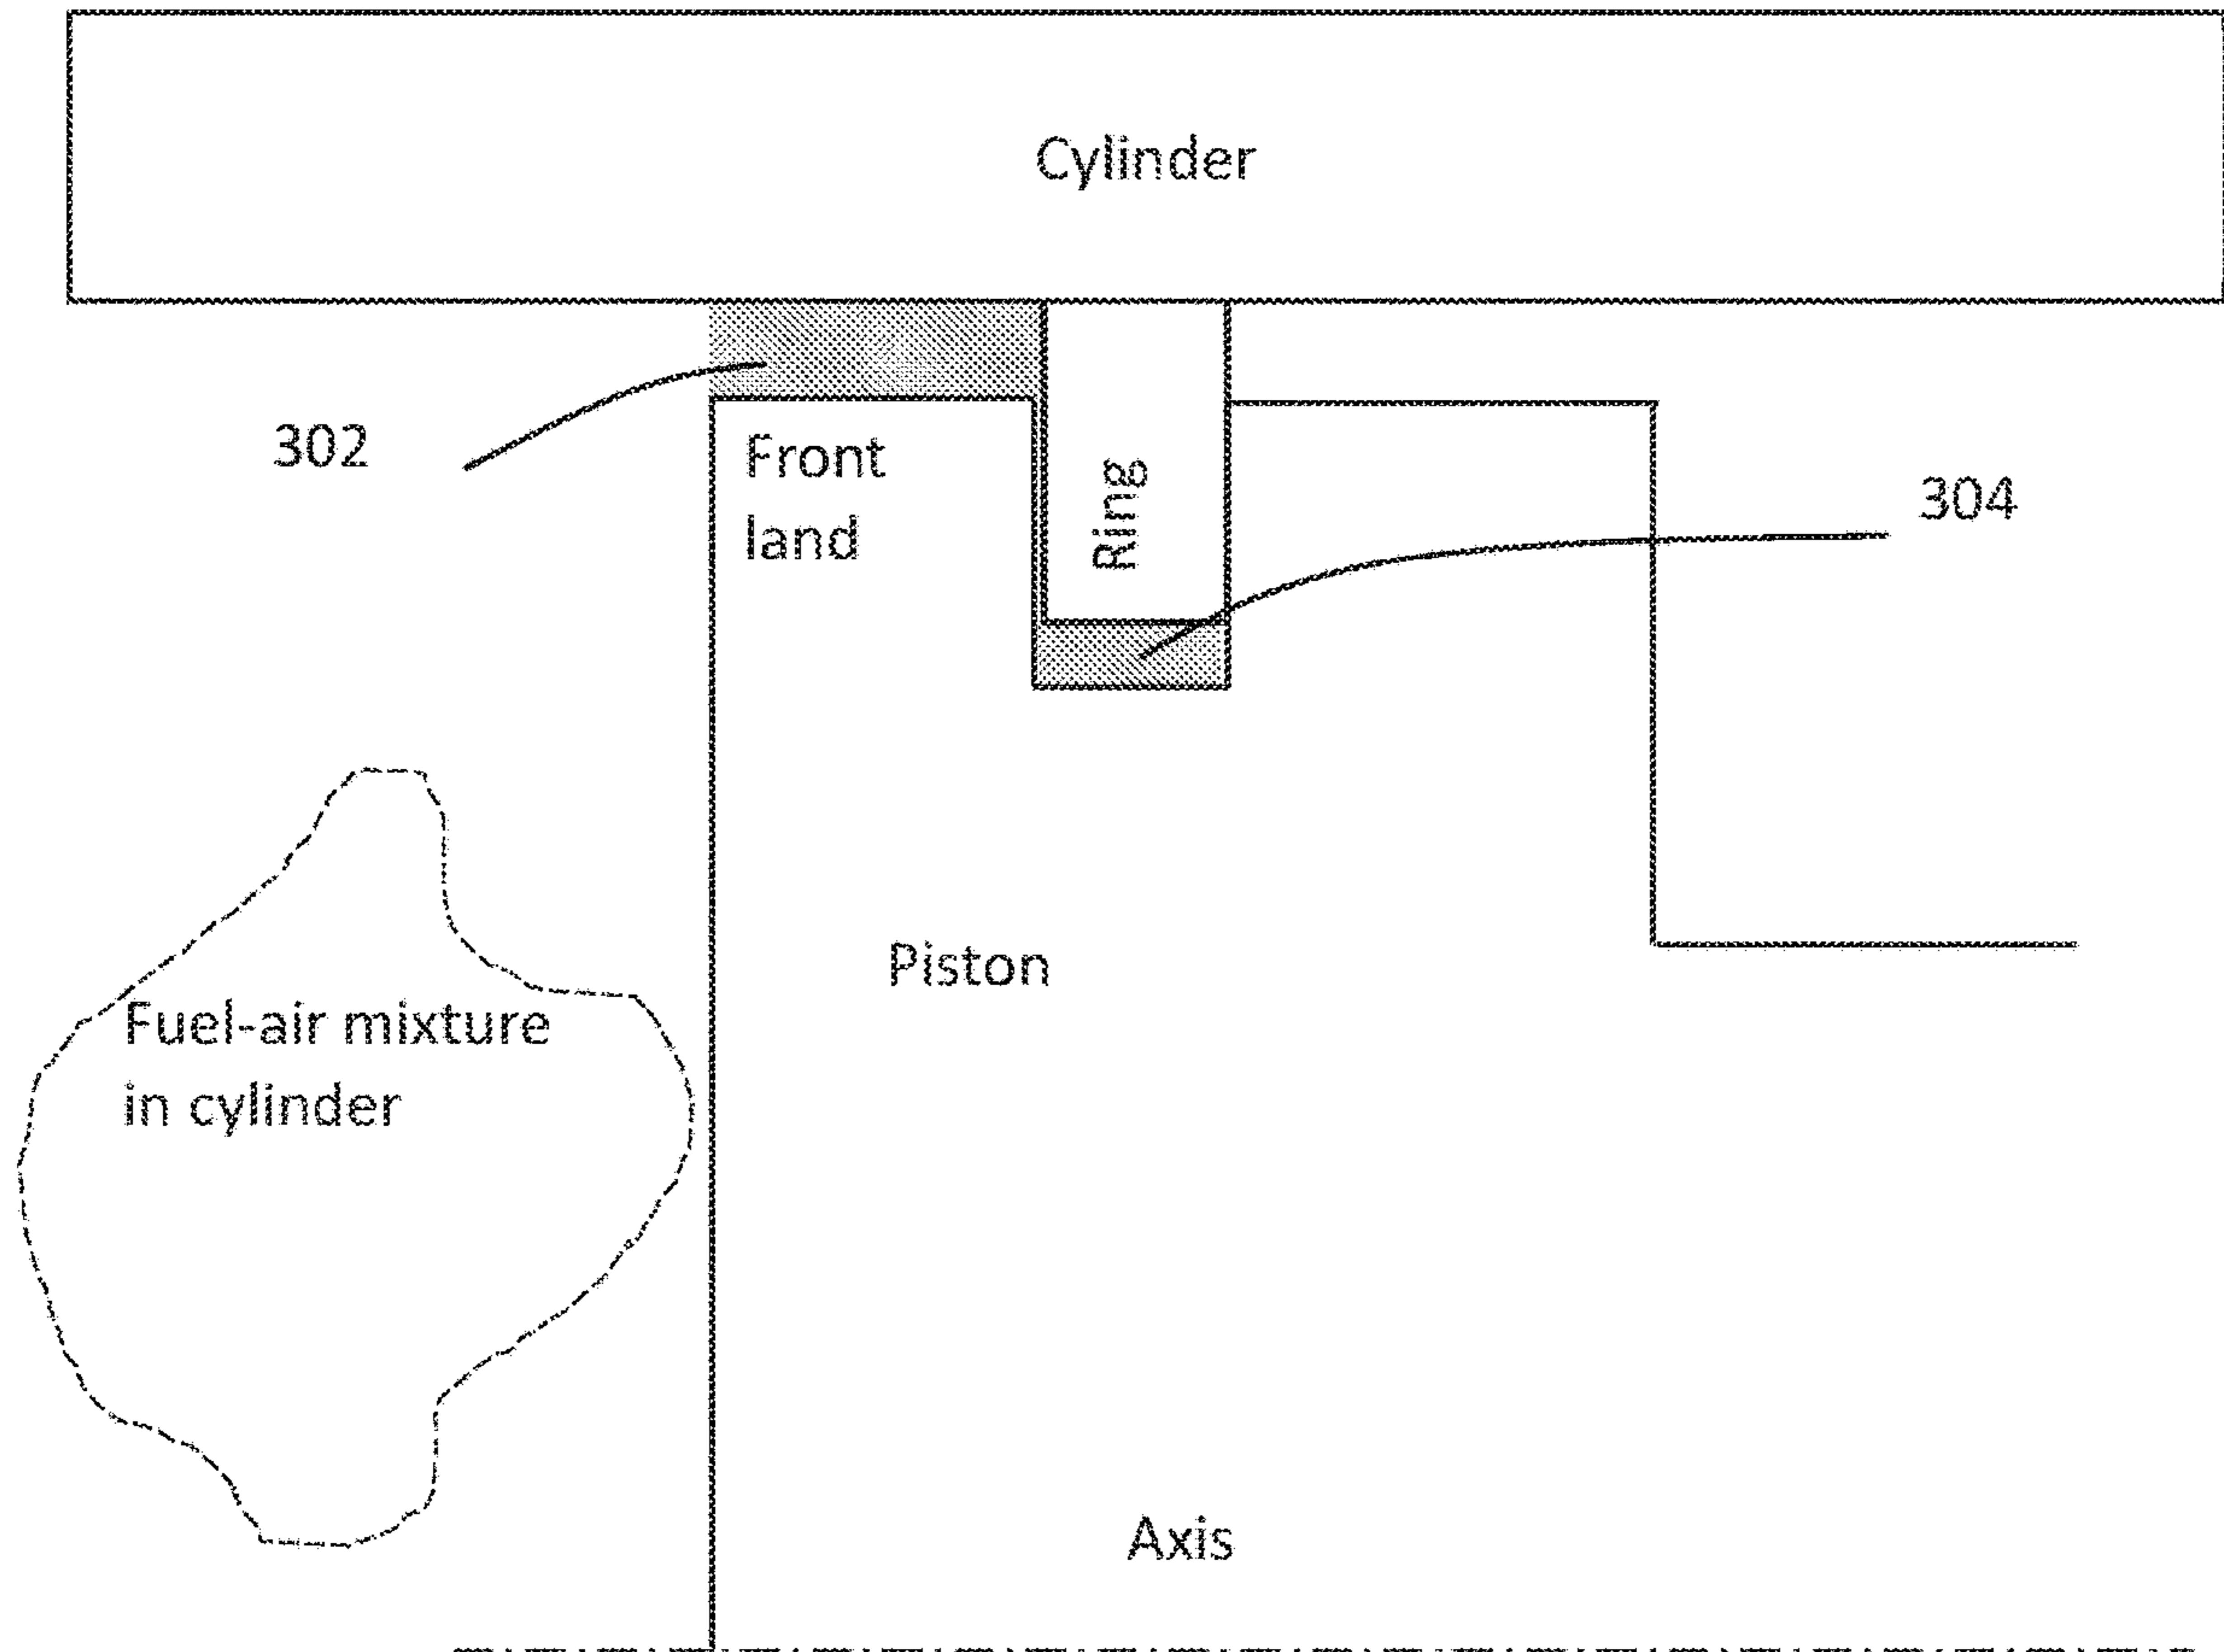 Cylinder
302
Front
land
Ring
304
Piston
Fuel-air mixture
in cylinder
Axis